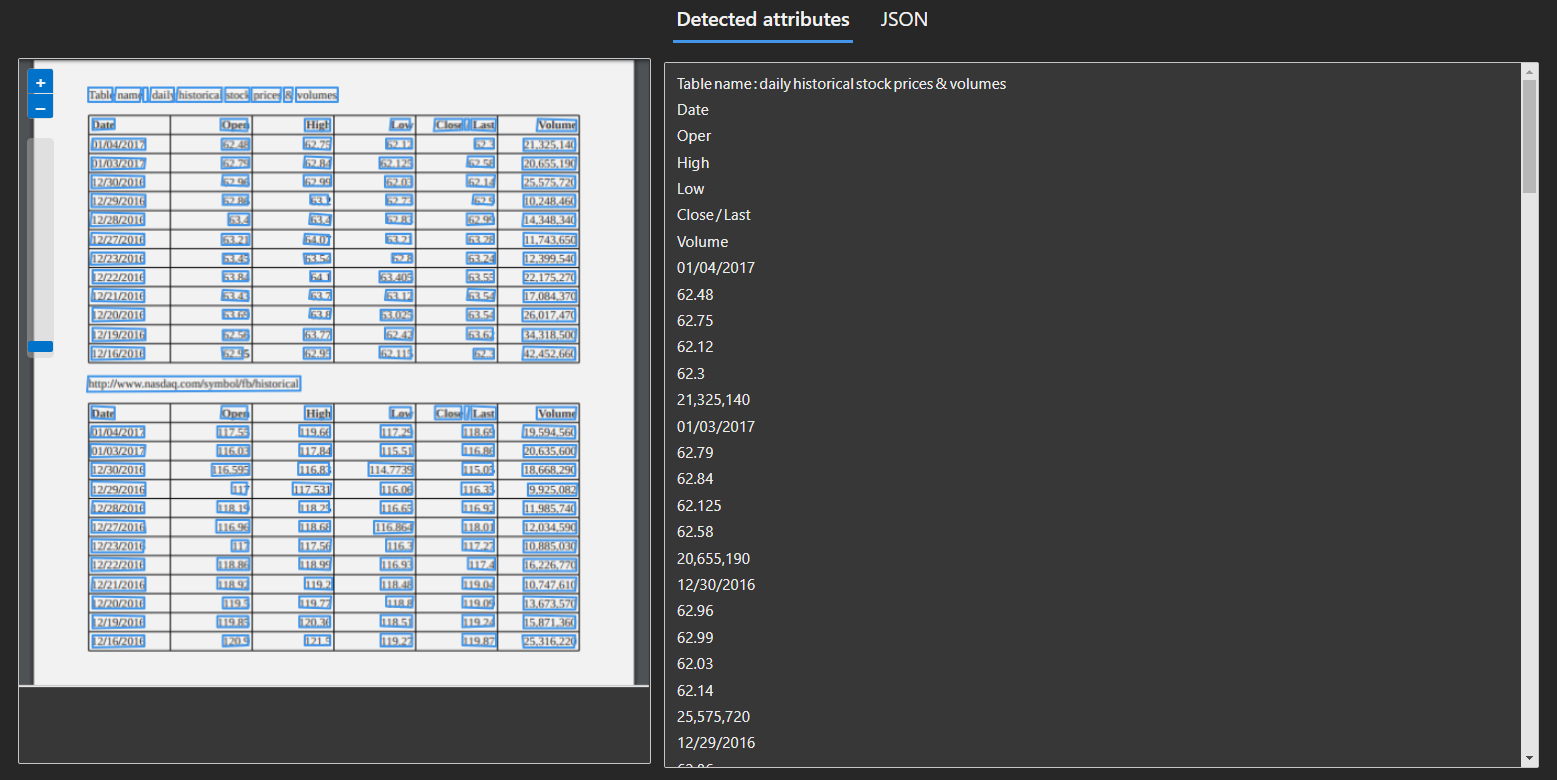 Detected attributes JSON
+
−
Table name : daily historical stock prices & volumes
Date Open High Low Close / Last Volume
01/04/2017 62.48 62.75 62.12 62.3 21,325,140
01/03/2017 62.79 62.84 62.125 62.58 20,655,190
12/30/2016 62.96 62.99 62.03 62.14 25,575,720
12/29/2016 62.86 63.2 62.73 62.9 10,248,460
12/28/2016 63.4 63.4 62.83 62.99 14,348,340
12/27/2016 63.21 64.07 63.21 63.28 11,743,650
12/23/2016 63.45 63.54 62.8 63.24 12,399,540
12/22/2016 63.84 64.1 63.405 63.55 22,175,270
12/21/2016 63.43 63.7 63.12 63.54 17,084,370
12/20/2016 63.69 63.8 63.025 63.54 26,017,470
12/19/2016 62.56 63.77 62.42 63.62 34,318,500
12/16/2016 62.95 62.95 62.115 62.3 42,452,660
http://www.nasdaq.com/symbol/fb/historical
Date Open High Low Close / Last Volume
01/04/2017 117.55 119.66 117.29 118.69 19,594,560
01/03/2017 116.03 117.84 115.51 116.86 20,635,600
12/30/2016 116.595 116.83 114.7739 115.05 18,668,290
12/29/2016 117 117.531 116.06 116.35 9,925,082
12/28/2016 118.19 118.25 116.65 116.92 11,985,740
12/27/2016 116.96 118.68 116.864 118.01 12,034,590
12/23/2016 117 117.56 116.3 117.27 10,885,030
12/22/2016 118.86 118.99 116.93 117.4 16,226,770
12/21/2016 118.92 119.2 118.48 119.04 10,747,610
12/20/2016 119.5 119.77 118.8 119.09 13,673,570
12/19/2016 119.85 120.36 118.51 119.24 15,871,360
12/16/2016 120.9 121.5 119.27 119.87 25,316,220
Table name : daily historical stock prices & volumes
Date
Oper
High
Low
Close / Last
Volume
01/04/2017
62.48
62.75
62.12
62.3
21,325,140
01/03/2017
62.79
62.84
62.125
62.58
20,655,190
12/30/2016
62.96
62.99
62.03
62.14
25,575,720
12/29/2016
62.86